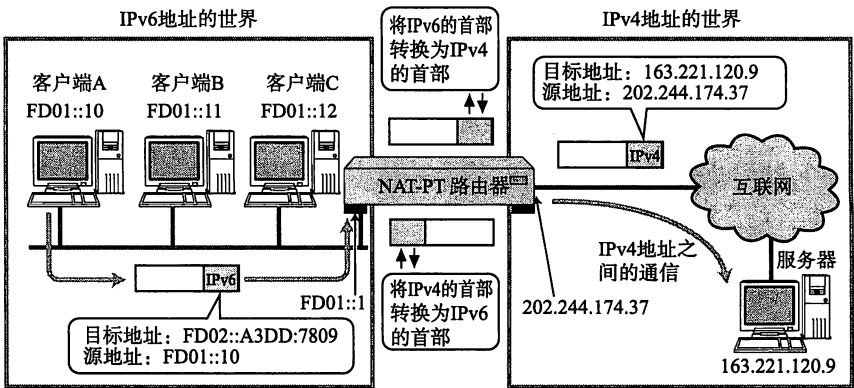 IPv6地址的世界
IPv4地址的世界
将IPv6的首部
转换为IPv4
的首部
客户端A
FD01::10
客户端B
FD01::11
客户端C
FD01::12
目标地址：163.221.120.9
源地址：202.244.174.37
IPv4
NAT-PT 路由器
互联网
IPv6
FD01::1
目标地址：FD02::A3DD:7809
源地址：FD01::10
将IPv4的首部
转换为IPv6
的首部
202.244.174.37
IPv4地址之
间的通信
服务器
163.221.120.9